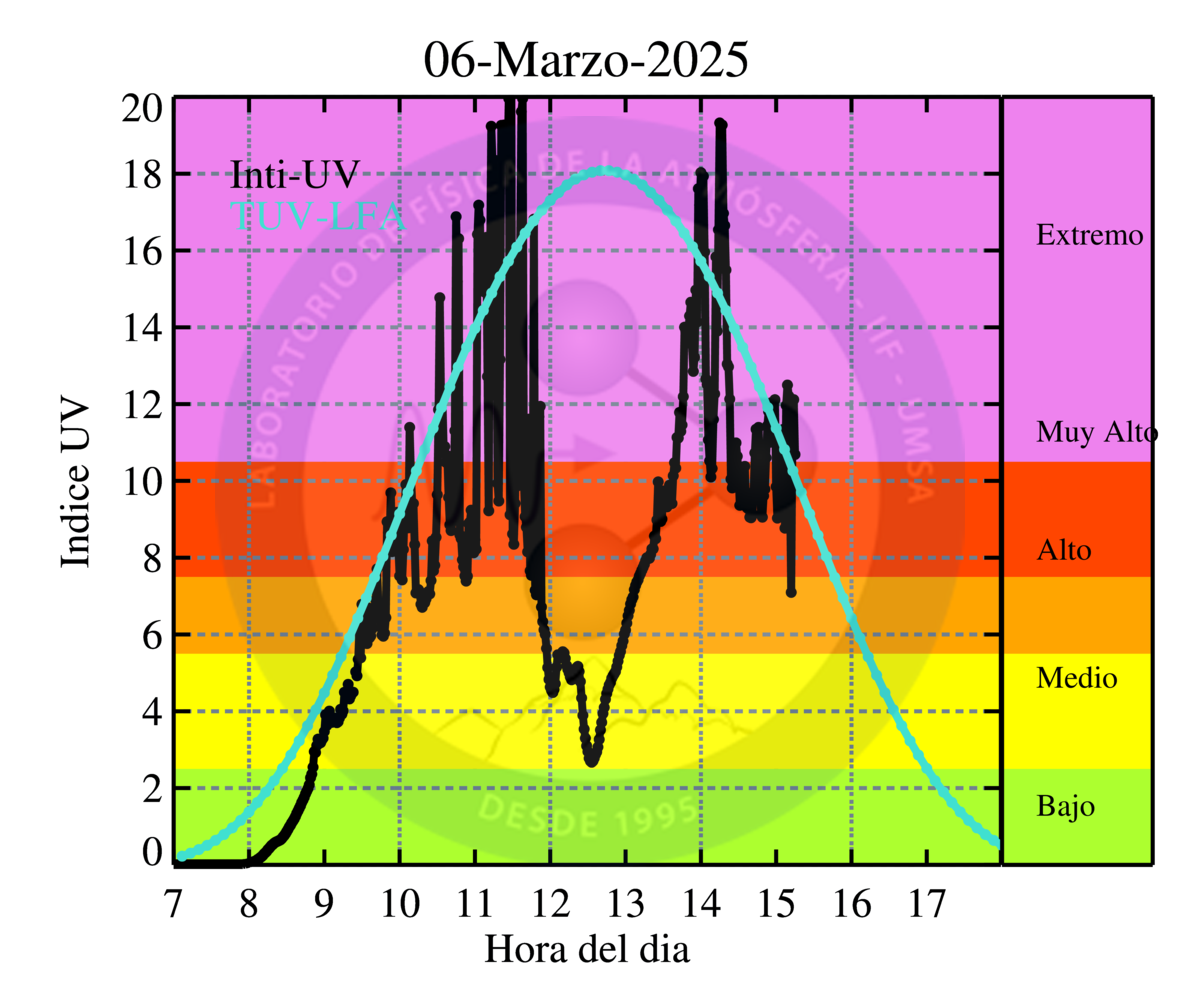 06-Marzo-2025
20
18
16
14
12
10
8
6
4
2
0
Indice UV
Inti-UV
TUV-LFA
LABORATORIO DE FÍSICA DE LA ATMÓSFERA - IIF - UMSA
DESDE 1995
Extremo
Muy Alto
Alto
Medio
Bajo
7 8 9 10 11 12 13 14 15 16 17
Hora del dia